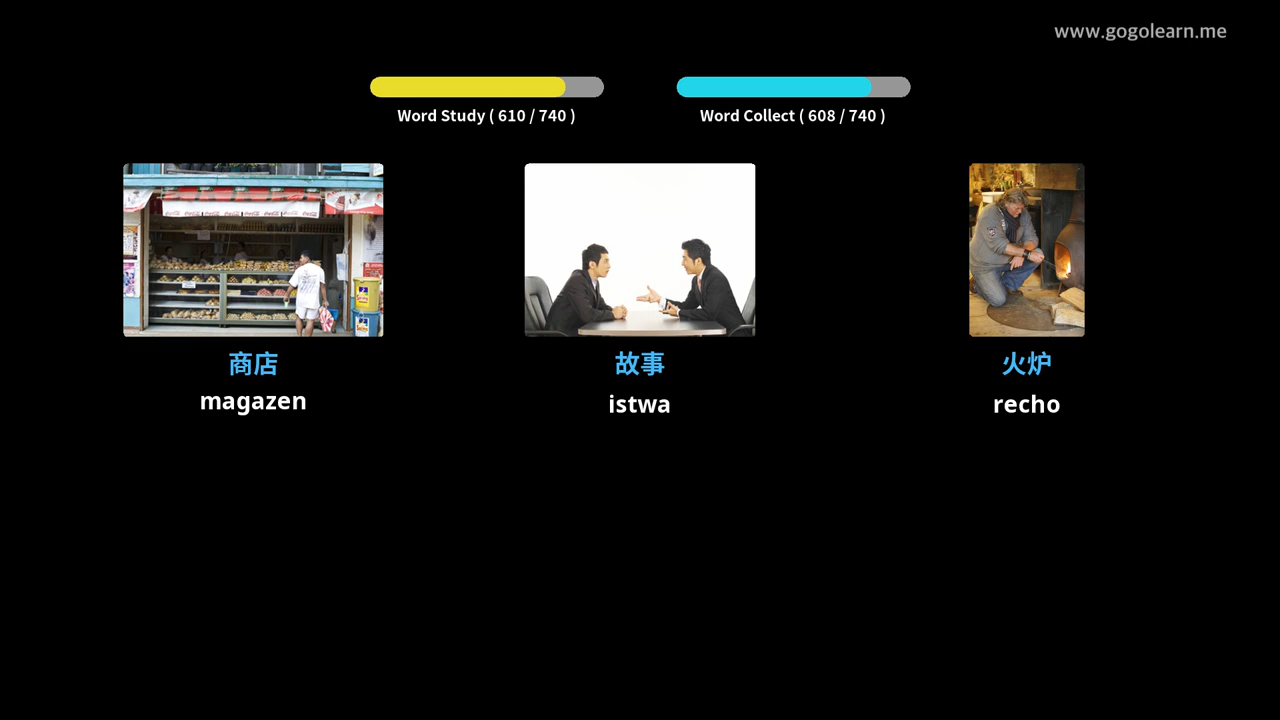 www.gogolearn.me
Word Study ( 610 / 740 )
Word Collect ( 608 / 740 )
商店
故事
火炉
magazen
istwa
recho